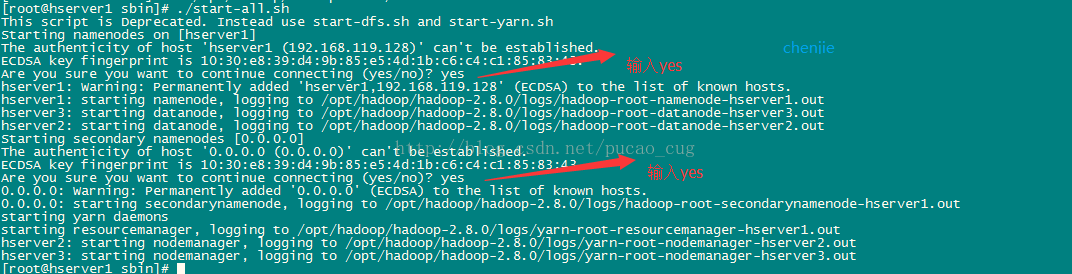 [root@hserver1 sbin]# ./start-all.sh
This script is Deprecated. Instead use start-dfs.sh and start-yarn.sh
Starting namenodes on [hserver1]
The authenticity of host 'hserver1 (192.168.119.128)' can't be established.
chenjie
ECDSA key fingerprint is 10:30:e8:39:d4:9b:85:e5:4d:1b:c6:c4:c1:85:83:43.
输入yes
Are you sure you want to continue connecting (yes/no)? yes
hserver1: Warning: Permanently added 'hserver1,192.168.119.128' (ECDSA) to the list of known hosts.
hserver1: starting namenode, logging to /opt/hadoop/hadoop-2.8.0/logs/hadoop-root-namenode-hserver1.out
hserver3: starting datanode, logging to /opt/hadoop/hadoop-2.8.0/logs/hadoop-root-datanode-hserver3.out
hserver2: starting datanode, logging to /opt/hadoop/hadoop-2.8.0/logs/hadoop-root-datanode-hserver2.out
Starting secondary namenodes [0.0.0.0]
http://blog.csdn.net/pucao_cug
The authenticity of host '0.0.0.0 (0.0.0.0)' can't be established.
ECDSA key fingerprint is 10:30:e8:39:d4:9b:85:e5:4d:1b:c6:c4:c1:85:83:43.
输入yes
Are you sure you want to continue connecting (yes/no)? yes
0.0.0.0: Warning: Permanently added '0.0.0.0' (ECDSA) to the list of known hosts.
0.0.0.0: starting secondarynamenode, logging to /opt/hadoop/hadoop-2.8.0/logs/hadoop-root-secondarynamenode-hserver1.out
starting yarn daemons
starting resourcemanager, logging to /opt/hadoop/hadoop-2.8.0/logs/yarn-root-resourcemanager-hserver1.out
hserver2: starting nodemanager, logging to /opt/hadoop/hadoop-2.8.0/logs/yarn-root-nodemanager-hserver2.out
hserver3: starting nodemanager, logging to /opt/hadoop/hadoop-2.8.0/logs/yarn-root-nodemanager-hserver3.out
[root@hserver1 sbin]#